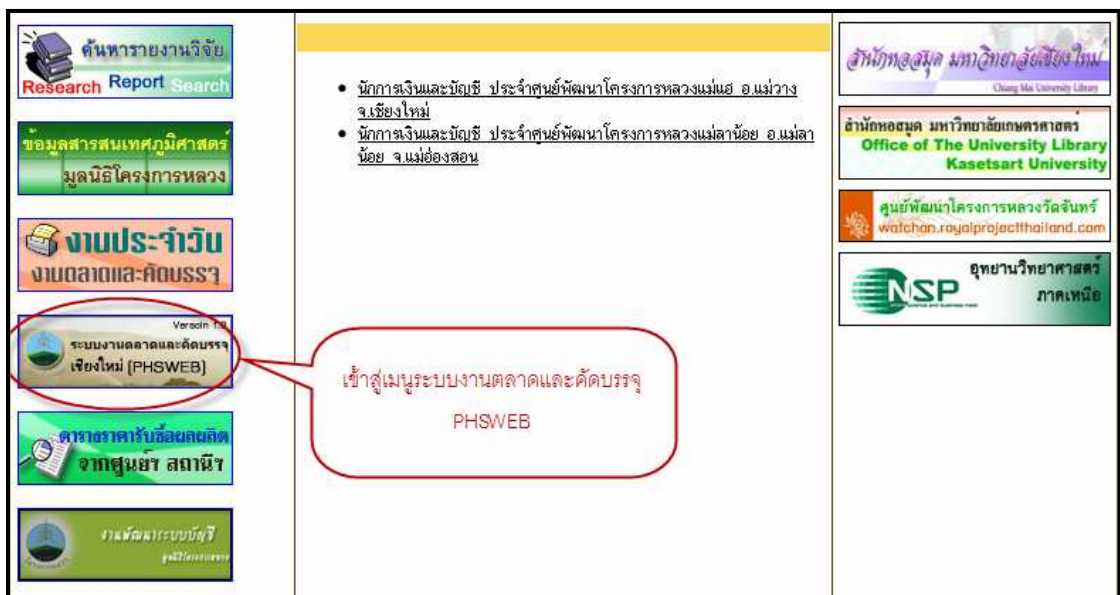 ค้นหารายงานวิจัย
Research Report Search
ข้อมูลสารสนเทศภูมิศาสตร์
มูลนิธิโครงการหลวง
งานประจำวัน
งานตลาดและคัดบรรจุ
Versoin 1.0
ระบบงานตลาดและคัดบรรจุ
เชียงใหม่ (PHSWEB)
ตารางราคารับซื้อผลผลิต
จากศูนย์ฯ สถานีฯ
งานพัฒนาระบบบัญชี
นักการเงินและบัญชี ประจำศูนย์พัฒนาโครงการหลวงแม่แฮ อ.แม่วาง
จ.เชียงใหม่
นักการเงินและบัญชี ประจำศูนย์พัฒนาโครงการหลวงแม่ลาน้อย อ.แม่ลา
น้อย จ.แม่ฮ่องสอน
เข้าสู่เมนูระบบงานตลาดและคัดบรรจุ
PHSWEB
สำนักหอสมุด มหาวิทยาลัยเชียงใหม่
Chiang Mai University Library
สำนักหอสมุด มหาวิทยาลัยเกษตรศาสตร์
Office of The University Library
Kasetsart University
ศูนย์พัฒนาโครงการหลวงวัดจันทร์
watchan.royalprojectthailand.com
อุทยานวิทยาศาสตร์
NSP ภาคเหนือ